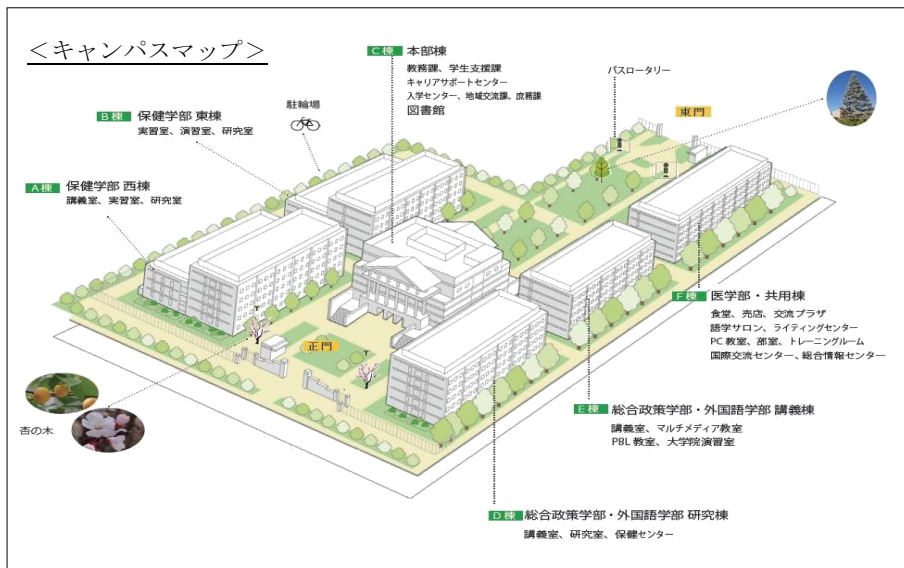 ＜キャンパスマップ＞
C棟 本部棟
教務課、学生支援課
キャリアサポートセンター
入学センター、地域交流課、庶務課
図書館
バスロータリー
東門
駐輪場
B棟 保健学部 東棟
実習室、演習室、研究室
A棟 保健学部 西棟
講義室、実習室、研究室
正門
杏の木
F棟 医学部・共用棟
食堂、売店、交流プラザ
語学サロン、ライティングセンター
PC教室、部室、トレーニングルーム
国際交流センター、総合情報センター
E棟 総合政策学部・外国語学部 講義棟
講義室、マルチメディア教室
PBL教室、大学院演習室
D棟 総合政策学部・外国語学部 研究棟
講義室、研究室、保健センター